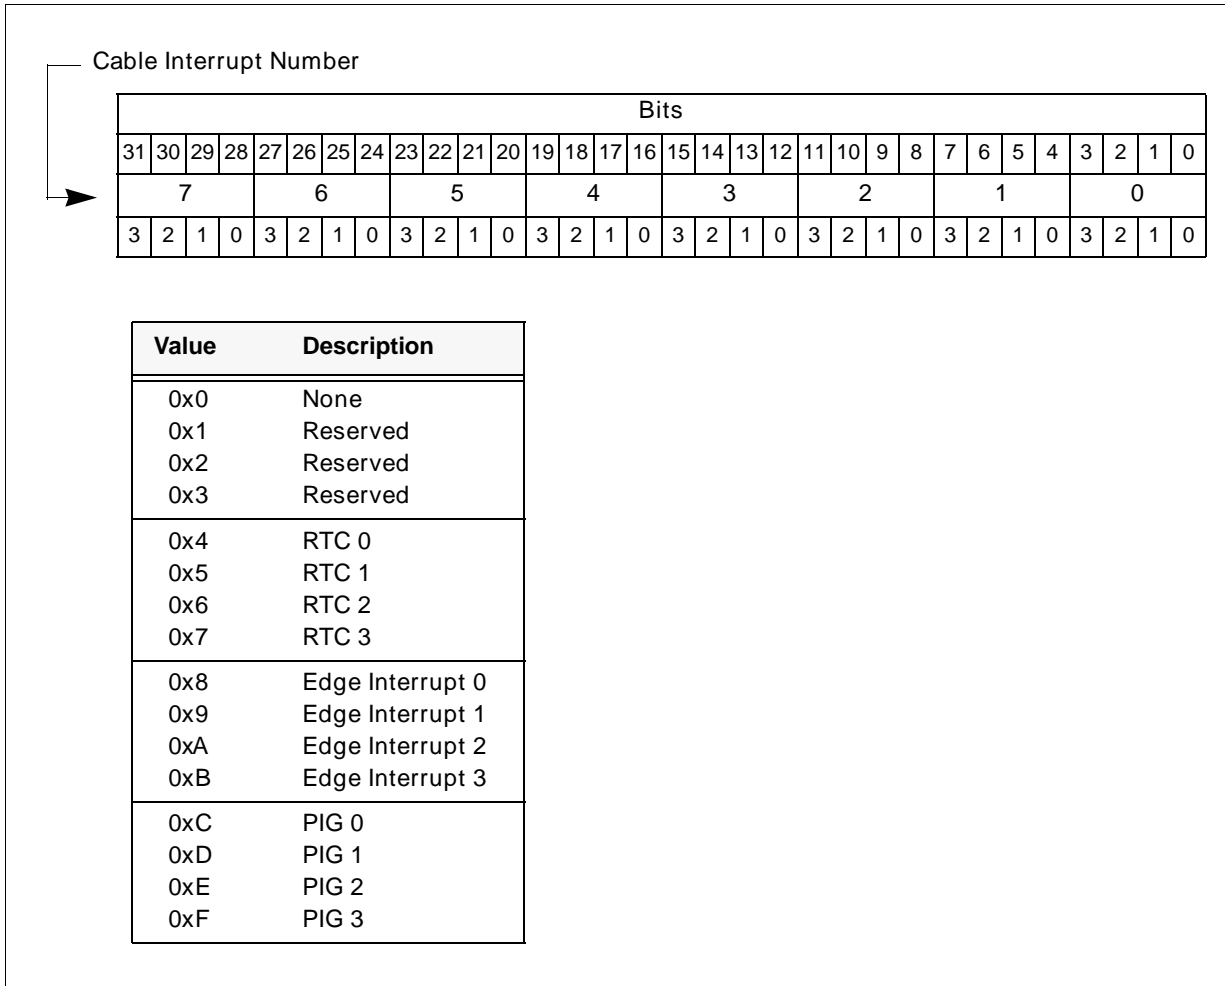 Cable Interrupt Number
Bits
31 30 29 28 27 26 25 24 23 22 21 20 19 18 17 16 15 14 13 12 11 10 9 8 7 6 5 4 3 2 1 0
7 6 5 4 3 2 1 0
3 2 1 0 3 2 1 0 3 2 1 0 3 2 1 0 3 2 1 0 3 2 1 0 3 2 1 0 3 2 1 0
Value Description
0x0 None
0x1 Reserved
0x2 Reserved
0x3 Reserved
0x4 RTC 0
0x5 RTC 1
0x6 RTC 2
0x7 RTC 3
0x8 Edge Interrupt 0
0x9 Edge Interrupt 1
0xA Edge Interrupt 2
0xB Edge Interrupt 3
0xC PIG 0
0xD PIG 1
0xE PIG 2
0xF PIG 3